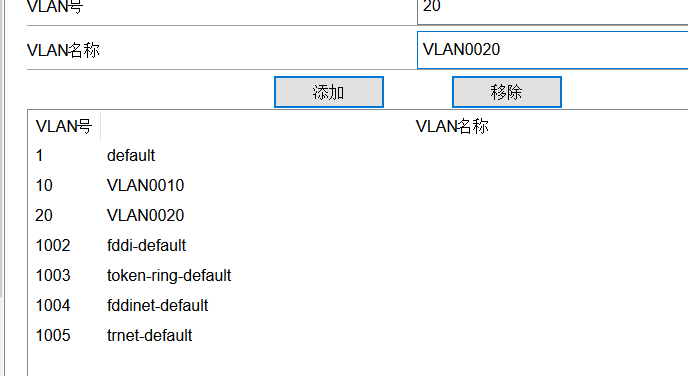 VLAN号 20
VLAN名称 VLAN0020
添加 移除
VLAN号 VLAN名称
1 default
10 VLAN0010
20 VLAN0020
1002 fddi-default
1003 token-ring-default
1004 fddinet-default
1005 trnet-default